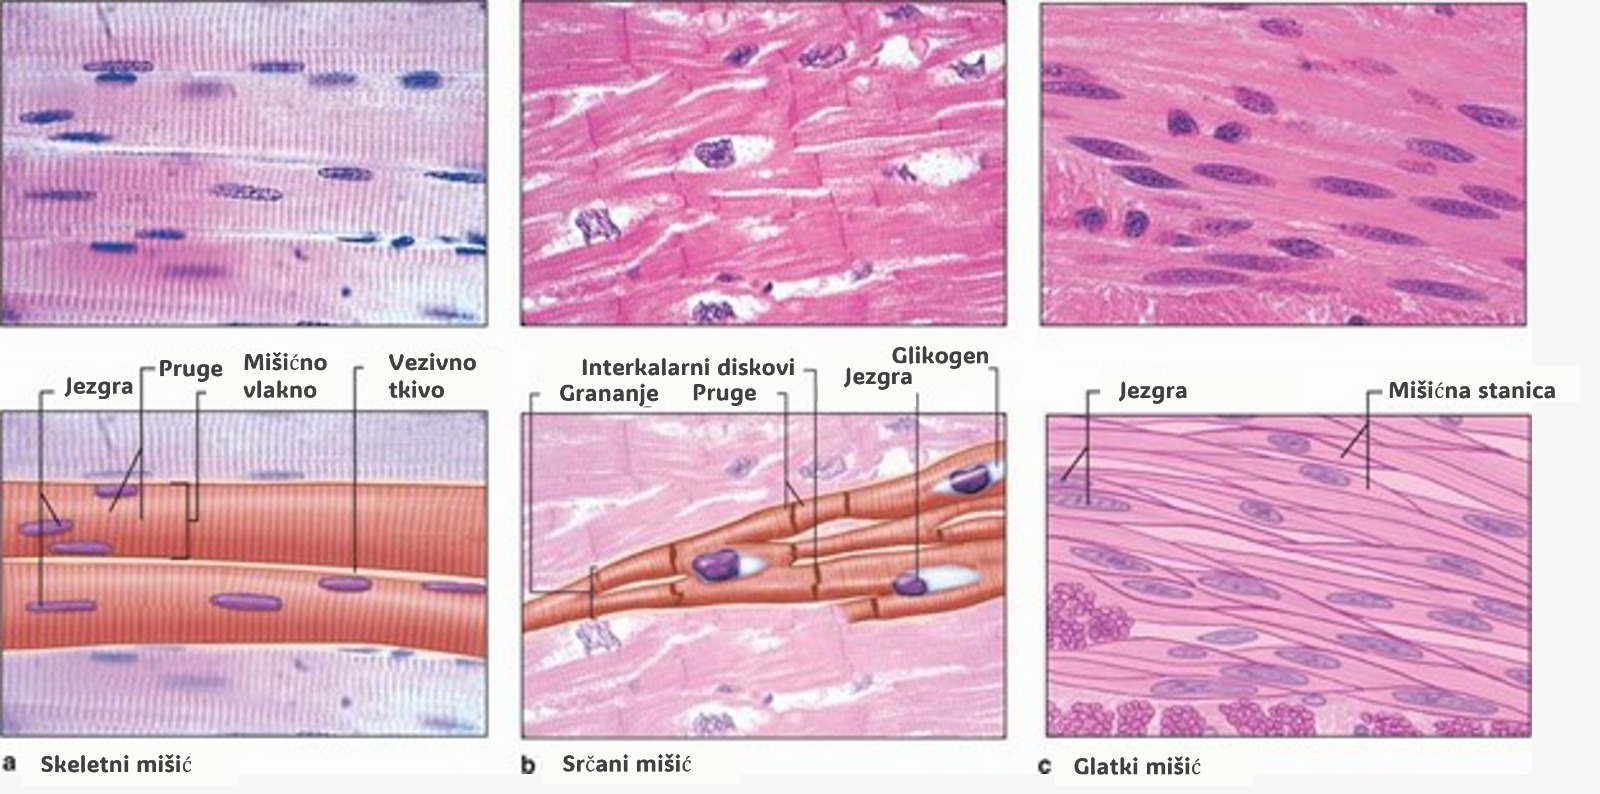 Jezgra
Pruge
Mišićno
vlakno
Vezivno
tkivo
Interkalarni diskovi
Grananje
Pruge
Jezgra
Glikogen
Jezgra
Mišićna stanica
a Skeletni mišić
b Srčani mišić
c Glatki mišić